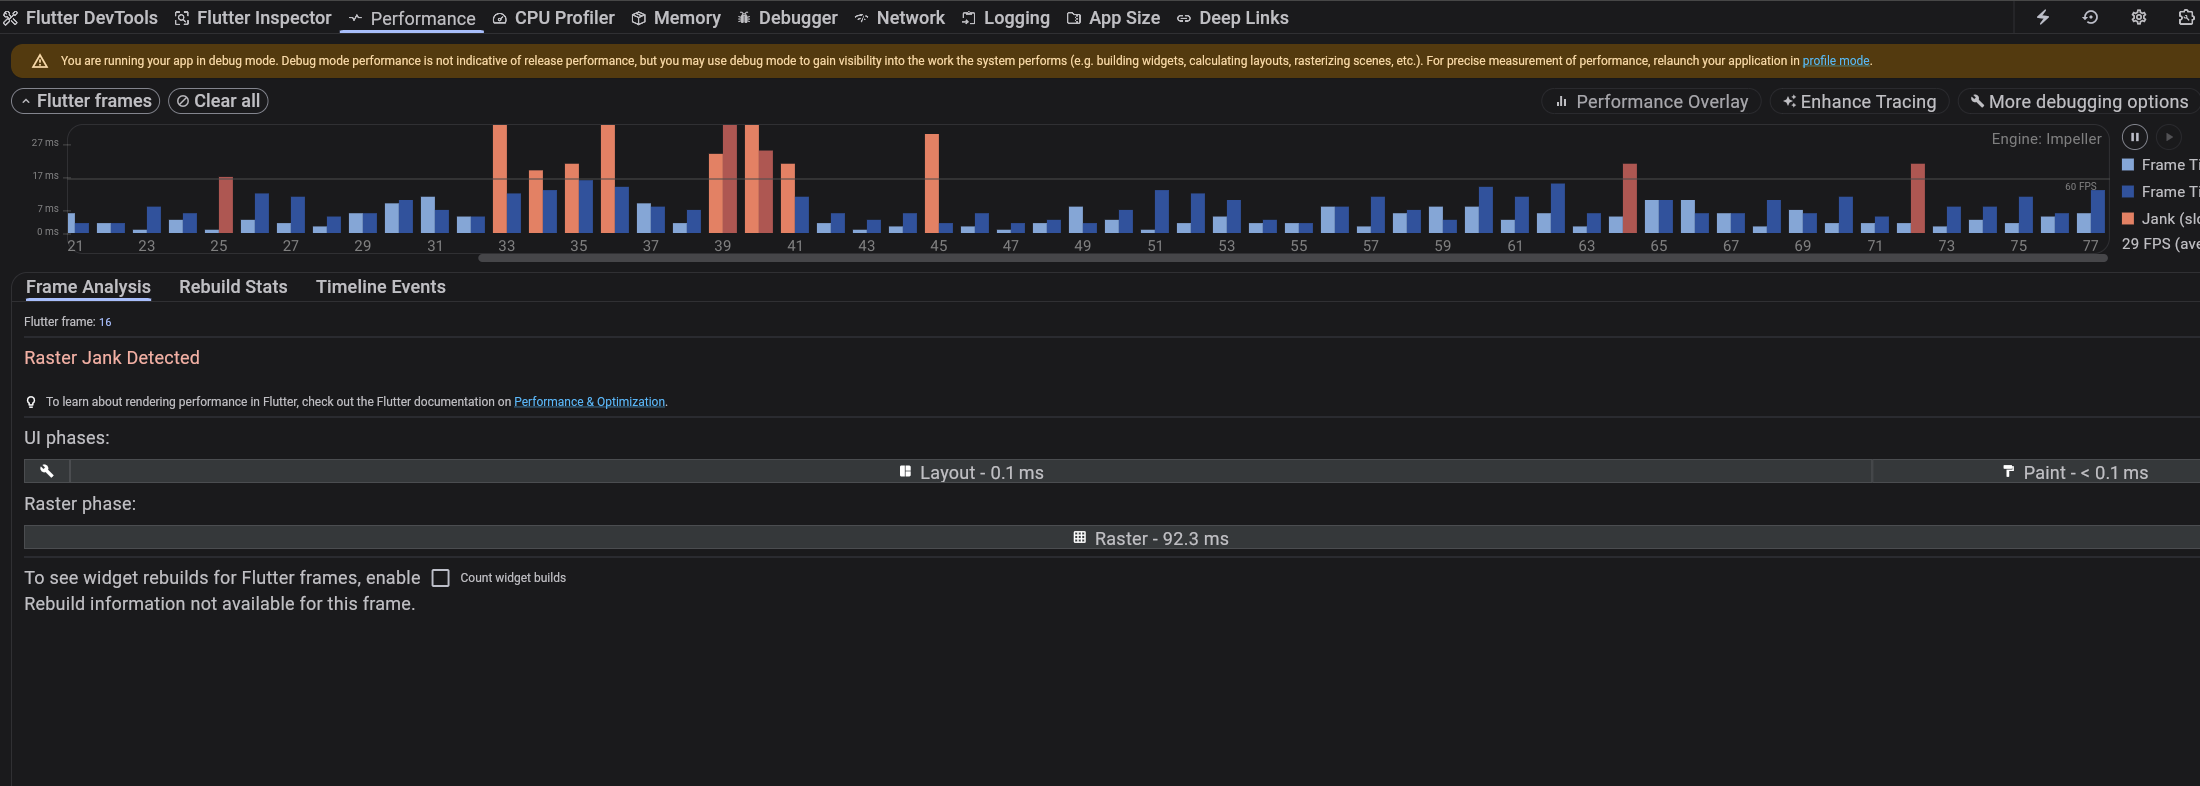 Flutter DevTools Flutter Inspector Performance CPU Profiler Memory Debugger Network Logging App Size Deep Links
You are running your app in debug mode. Debug mode performance is not indicative of release performance, but you may use debug mode to gain visibility into the work the system performs (e.g. building widgets, calculating layouts, rasterizing scenes, etc.). For precise measurement of performance, relaunch your application in profile mode.
Flutter frames Clear all Performance Overlay Enhance Tracing More debugging options
27 ms
17 ms
7 ms
0 ms
Engine: Impeller
60 FPS
Frame Ti
Frame Ti
Jank (slo
29 FPS (ave
21 23 25 27 29 31 33 35 37 39 41 43 45 47 49 51 53 55 57 59 61 63 65 67 69 71 73 75 77
Frame Analysis Rebuild Stats Timeline Events
Flutter frame: 16
Raster Jank Detected
To learn about rendering performance in Flutter, check out the Flutter documentation on Performance & Optimization.
UI phases:
Layout - 0.1 ms Paint - < 0.1 ms
Raster phase:
Raster - 92.3 ms
To see widget rebuilds for Flutter frames, enable Count widget builds
Rebuild information not available for this frame.